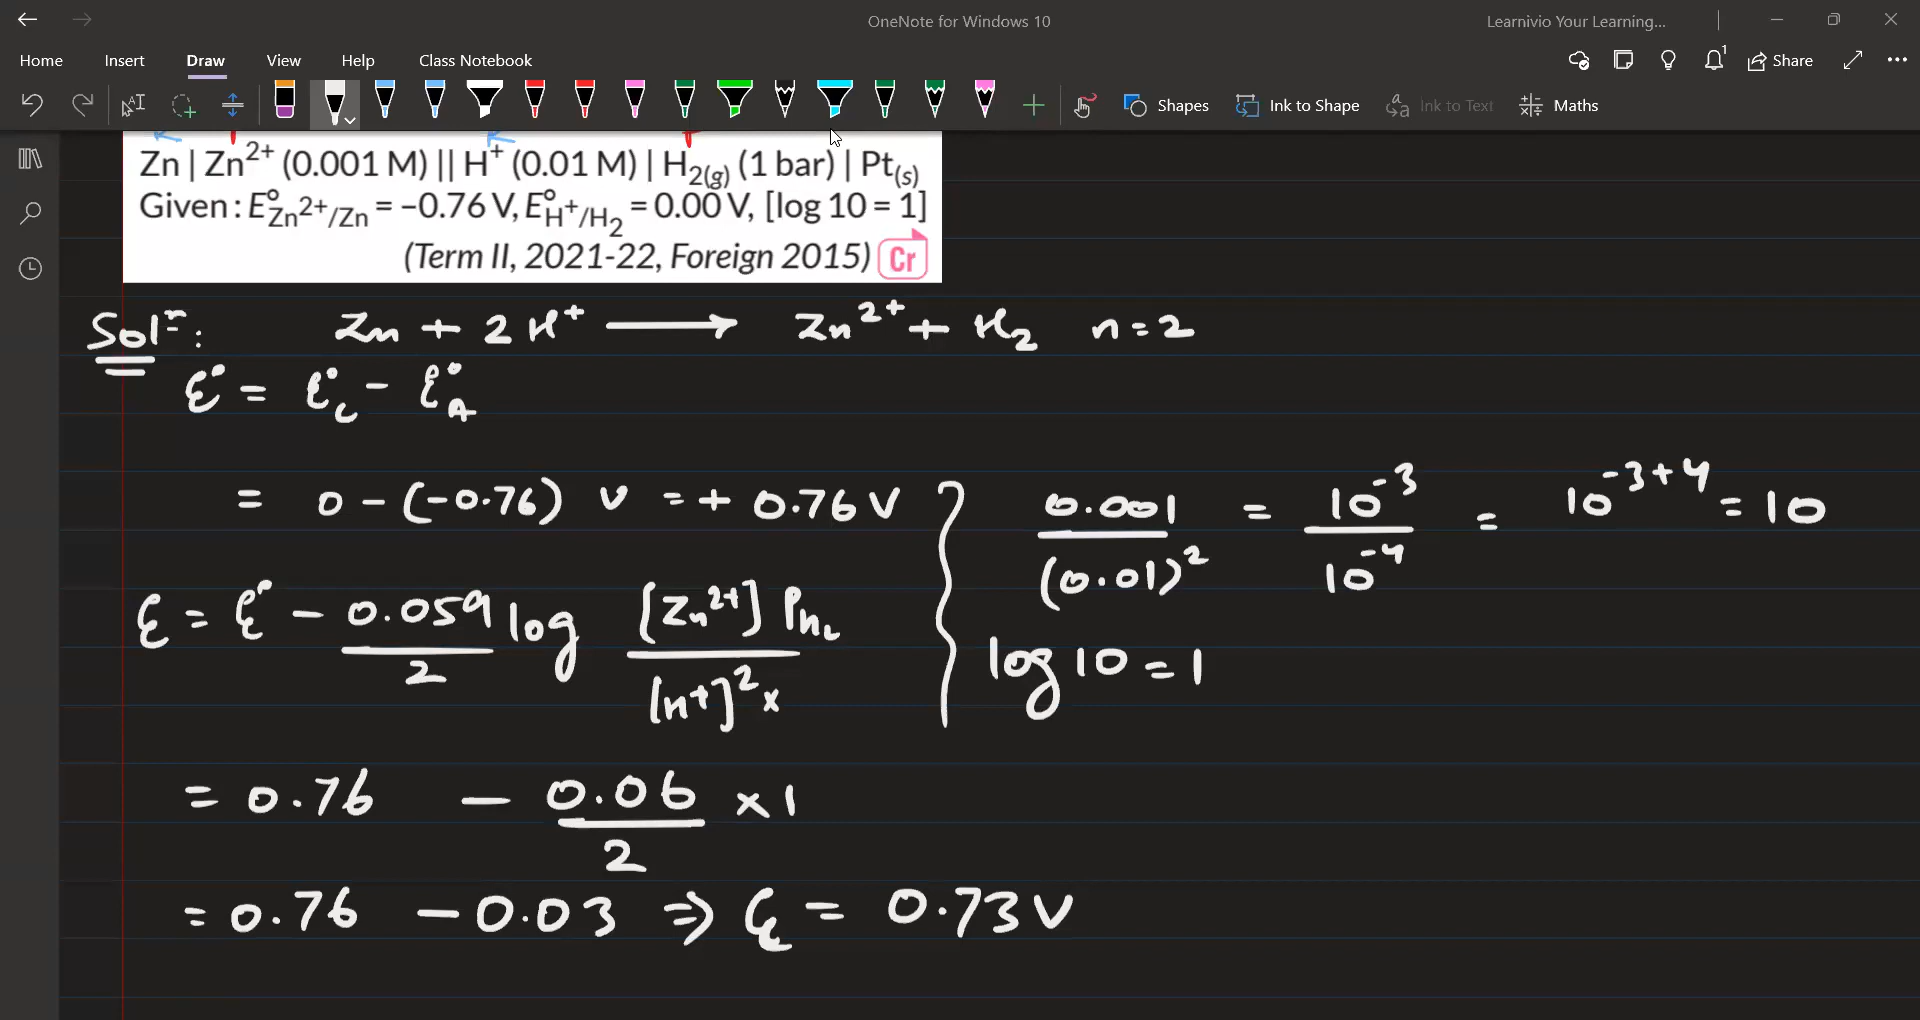 OneNote for Windows 10
Learnivio Your Learning...
Home Insert Draw View Help Class Notebook
1 Share
Shapes Ink to Shape Ink to Text Maths
Zn | Zn²⁺ (0.001 M) || H⁺ (0.01 M) | H₂₍g₎ (1 bar) | Pt₍s₎
Given : E°Zn²⁺/Zn = −0.76 V, E°H⁺/H₂ = 0.00 V, [log 10 = 1]
(Term II, 2021-22, Foreign 2015) Cr
Solⁿ: Zn + 2H⁺ ⟶ Zn²⁺ + H₂ n = 2
E° = E°C − E°A
= 0 − (−0.76) V = + 0.76 V
0.001 / (0.01)² = 10⁻³ / 10⁻⁴ = 10⁻³⁺⁴ = 10
E = E° − 0.059/2 log [Zn²⁺] PH₂ / [H⁺]² x
log 10 = 1
= 0.76 − 0.06/2 × 1
= 0.76 − 0.03 ⇒ E = 0.73 V